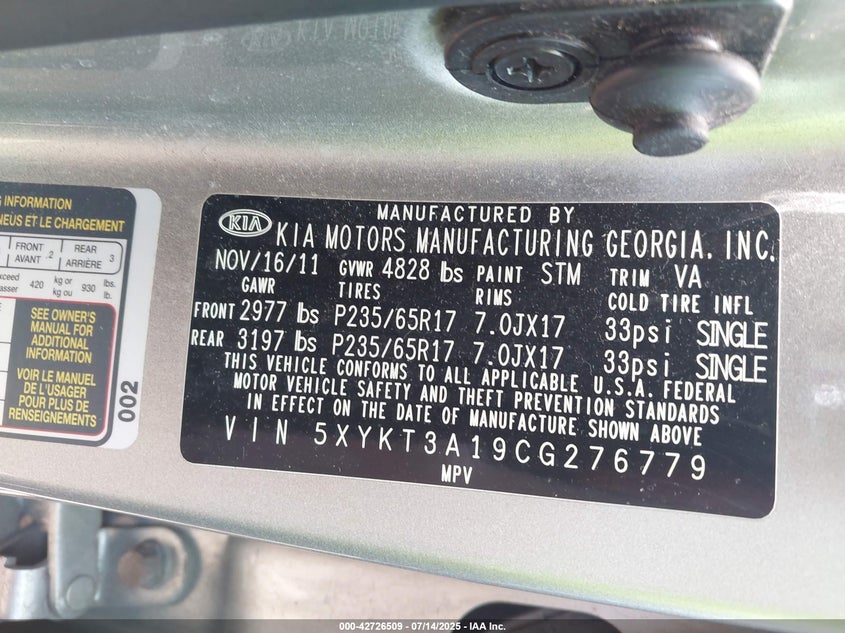 G INFORMATION
NEUS ET LE CHARGEMENT
FRONT 2 REAR 3
AVANT ARRIÈRE
420 kg or 930 lbs.
kg ou lb.
SEE OWNER'S
MANUAL FOR
ADDITIONAL
INFORMATION
VOIR LE MANUEL
DE L'USAGER
POUR PLUS DE
RENSEIGNEMENTS
002
MANUFACTURED BY
KIA KIA MOTORS MANUFACTURING GEORGIA, INC.
NOV/16/11 GVWR 4828 lbs PAINT STM TRIM VA
GAWR TIRES RIMS COLD TIRE INFL
FRONT 2977 lbs P235/65R17 7.0JX17 33psi SINGLE
REAR 3197 lbs P235/65R17 7.0JX17 33psi SINGLE
THIS VEHICLE CONFORMS TO ALL APPLICABLE U.S.A. FEDERAL
MOTOR VEHICLE SAFETY AND THEFT PREVENTION STANDARDS
IN EFFECT ON THE DATE OF MANUFACTURE SHOWN ABOVE
VIN 5XYKT3A19CG276779
MPV
000-42726509 - 07/14/2025 - IAA Inc.